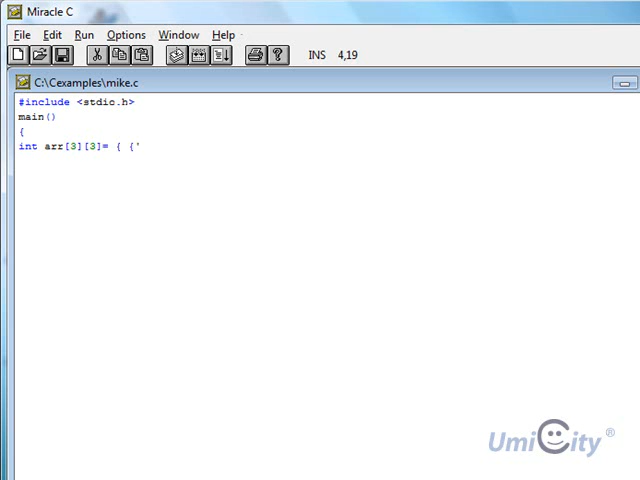 Miracle C
File Edit Run Options Window Help
INS 4,19
C:\Cexamples\mike.c
#include <stdio.h>
main()
{
int arr[3][3]= { {'
UmiCity ®